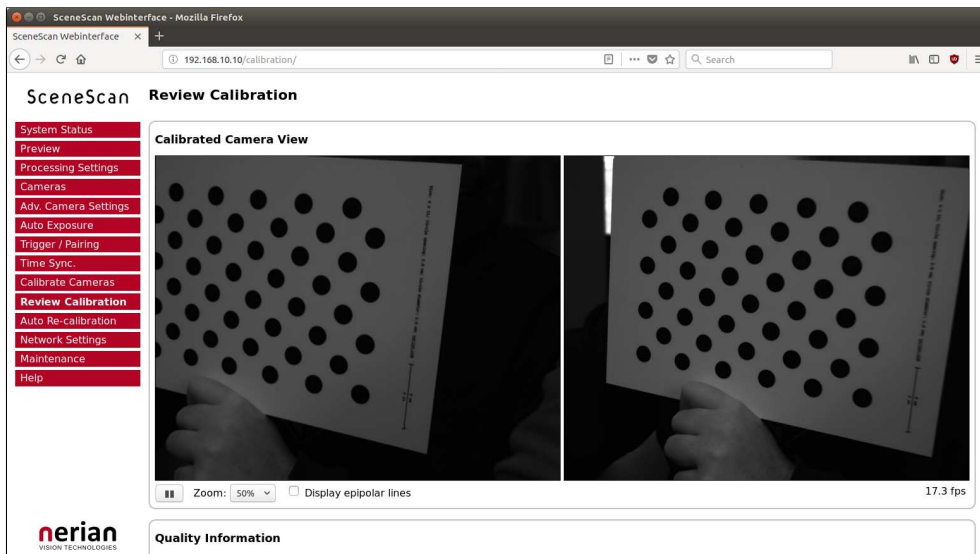 SceneScan Webinterface - Mozilla Firefox
SceneScan Webinterface × +
192.168.10.10/calibration/
Search
SceneScan
Review Calibration
System Status
Preview
Processing Settings
Cameras
Adv. Camera Settings
Auto Exposure
Trigger / Pairing
Time Sync.
Calibrate Cameras
Review Calibration
Auto Re-calibration
Network Settings
Maintenance
Help
Calibrated Camera View
Zoom: 50% Display epipolar lines 17.3 fps
nerian
VISION TECHNOLOGIES
Quality Information